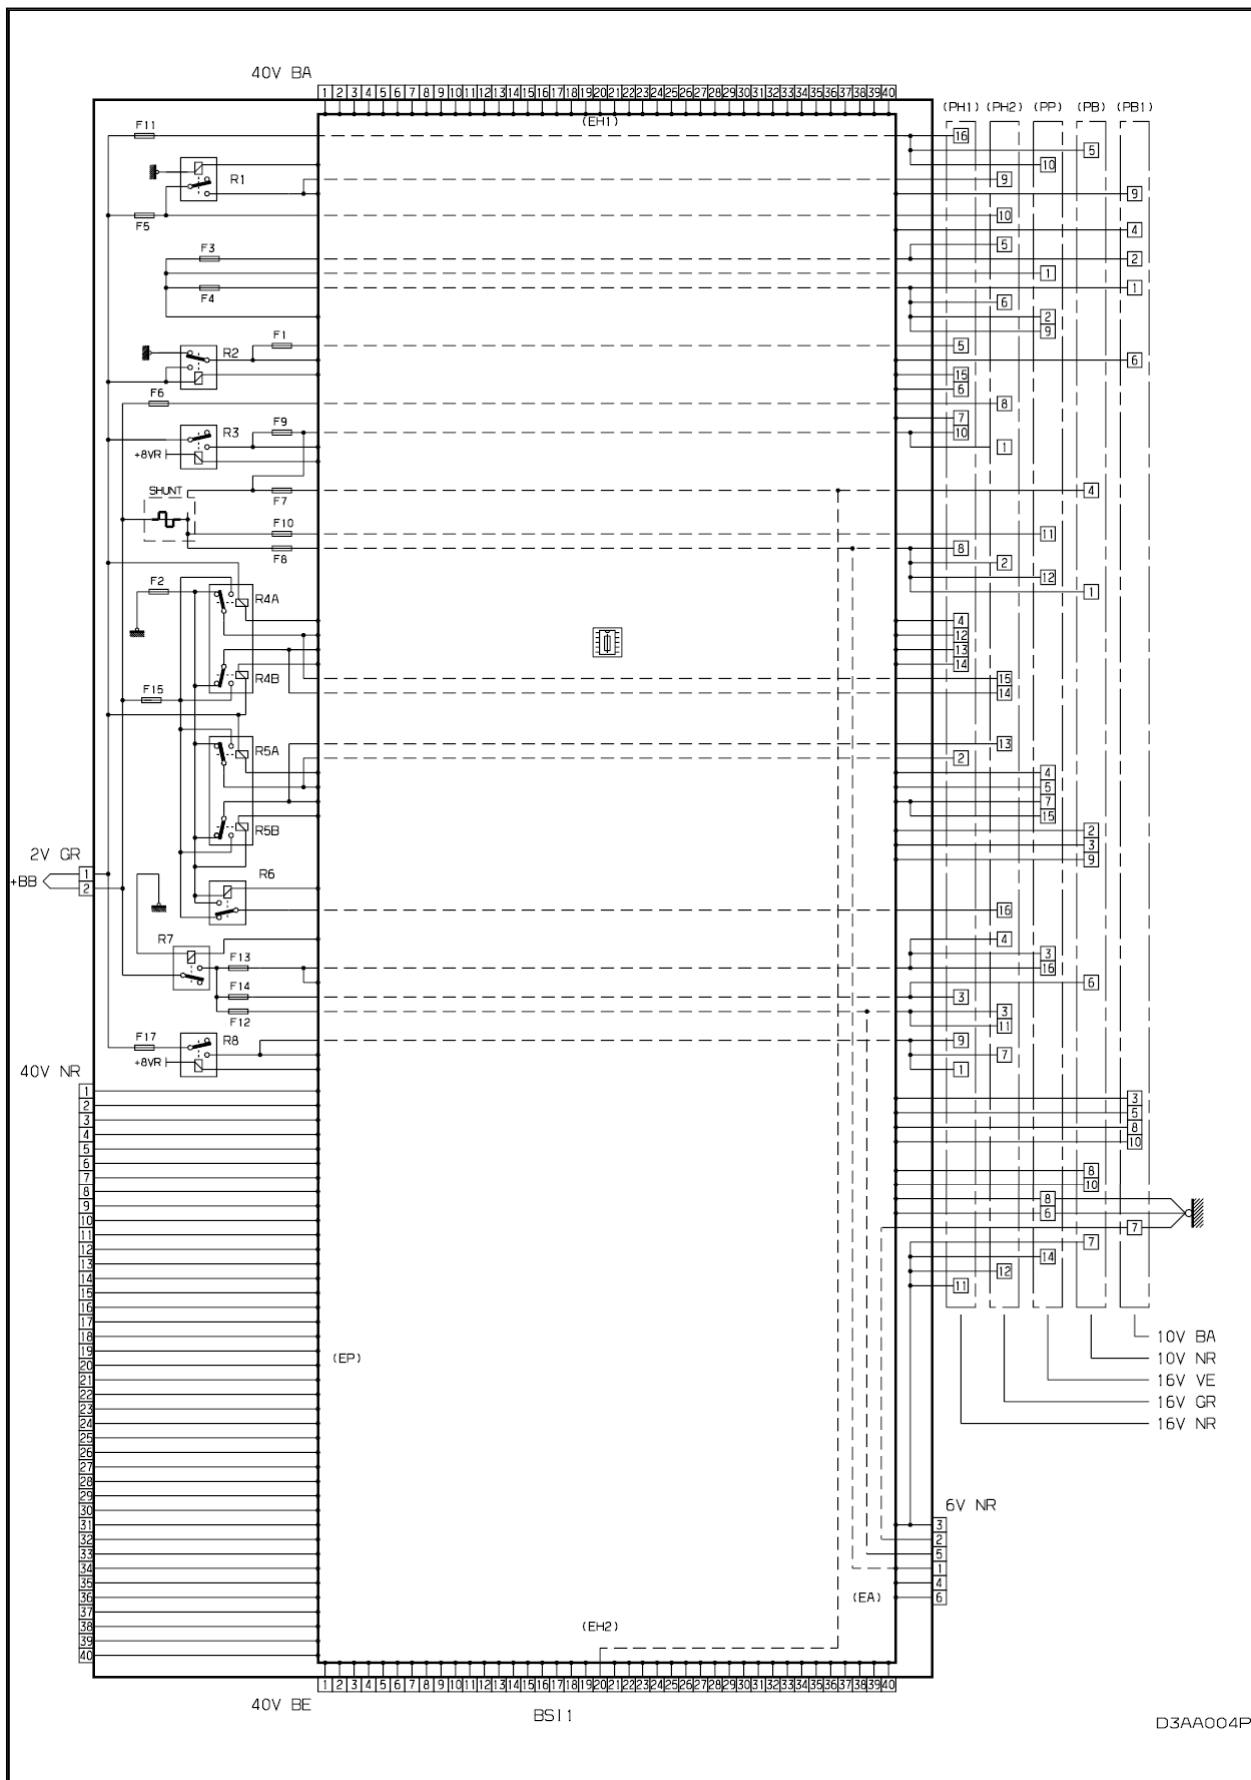 40V BA
1 2 3 4 5 6 7 8 9 10 11 12 13 14 15 16 17 18 19 20 21 22 23 24 25 26 27 28 29 30 31 32 33 34 35 36 37 38 39 40
(PH1) (PH2) (PP) (PB) (PB1)
(EH1)
F11
16
5
10
R1
9
9
F5
10
4
F3
5
2
1
F4
1
6
2
9
F1
5
R2
6
15
6
F6
8
7
F9
10
R3
1
+8VR
SHUNT
F7
4
F10
11
F8
8
2
F2
12
1
R4A
4
12
13
14
R4B
15
F15
14
R5A
13
2
4
5
7
15
R5B
2
3
9
2V GR
+BB
1
2
R6
16
R7
4
F13
3
16
F14
6
3
F12
3
11
F17
R8
9
+8VR
7
1
40V NR
1
2
3
4
5
6
7
8
9
10
11
12
13
14
15
16
17
18
19
20
21
22
23
24
25
26
27
28
29
30
31
32
33
34
35
36
37
38
39
40
3
5
8
10
8
10
8
6
7
7
14
12
11
10V BA
10V NR
16V VE
16V GR
16V NR
(EP)
6V NR
3
2
5
1
4
6
(EA)
(EH2)
1 2 3 4 5 6 7 8 9 10 11 12 13 14 15 16 17 18 19 20 21 22 23 24 25 26 27 28 29 30 31 32 33 34 35 36 37 38 39 40
40V BE
BSI1
D3AA004P